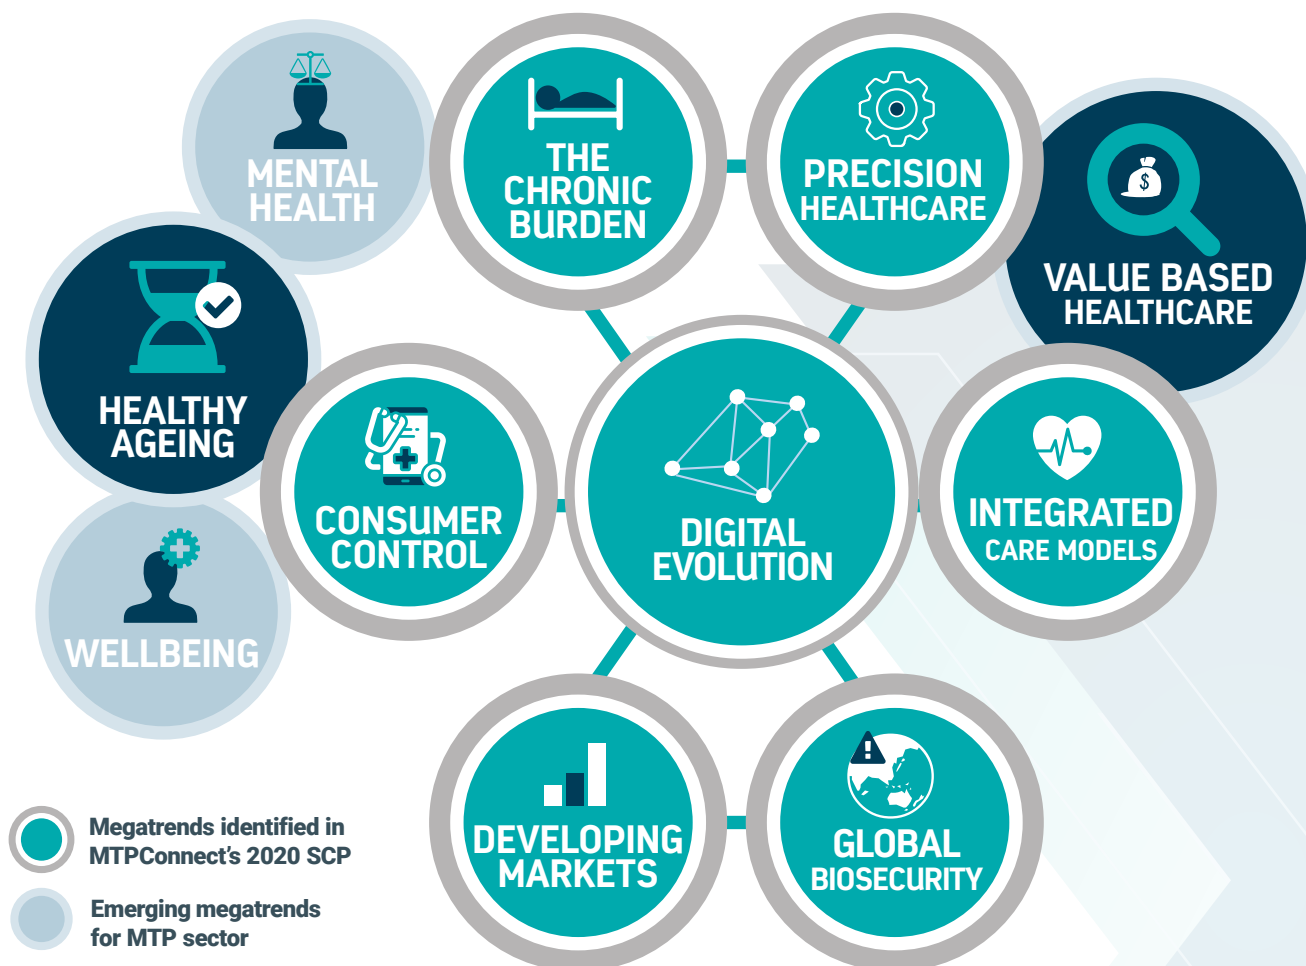 MENTAL
HEALTH
THE
CHRONIC
BURDEN
PRECISION
HEALTHCARE
$
VALUE BASED
HEALTHCARE
HEALTHY
AGEING
CONSUMER
CONTROL
DIGITAL
EVOLUTION
INTEGRATED
CARE MODELS
WELLBEING
DEVELOPING
MARKETS
!
GLOBAL
BIOSECURITY
Megatrends identified in
MTPConnect's 2020 SCP
Emerging megatrends
for MTP sector